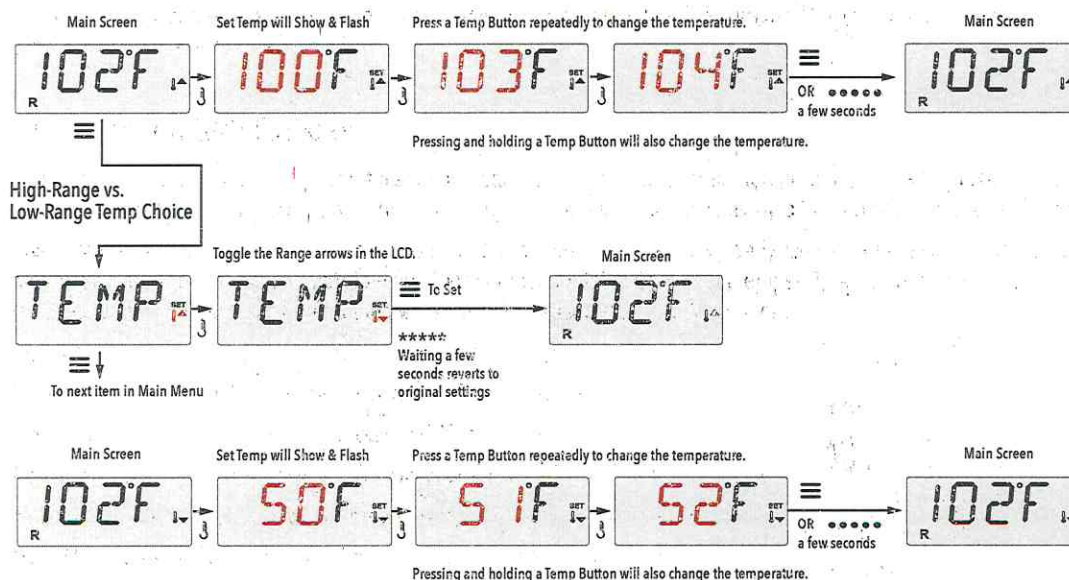 Main Screen
Set Temp will Show & Flash
Press a Temp Button repeatedly to change the temperature.
Main Screen
102°F
R
SET
100°F
SET
103°F
SET
104°F
OR
a few seconds
102°F
R
Pressing and holding a Temp Button will also change the temperature.
High-Range vs.
Low-Range Temp Choice
Toggle the Range arrows in the LCD.
Main Screen
TEMP
SET
TEMP
SET
To Set
102°F
R
*****
Waiting a few
seconds reverts to
original settings
To next item in Main Menu
Main Screen
Set Temp will Show & Flash
Press a Temp Button repeatedly to change the temperature.
Main Screen
102°F
R
50°F
SET
51°F
SET
52°F
SET
OR
a few seconds
102°F
R
Pressing and holding a Temp Button will also change the temperature.